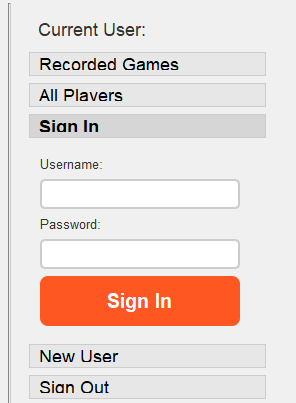 Current User:
Recorded Games
All Players
Sign In
Username:
Password:
Sign In
New User
Sign Out